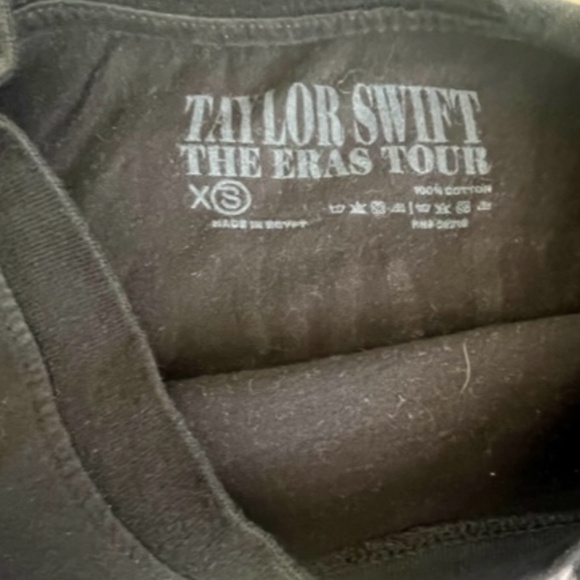 TAYLOR SWIFT
THE ERAS TOUR
XS
100% COTTON
MADE IN EGYPT